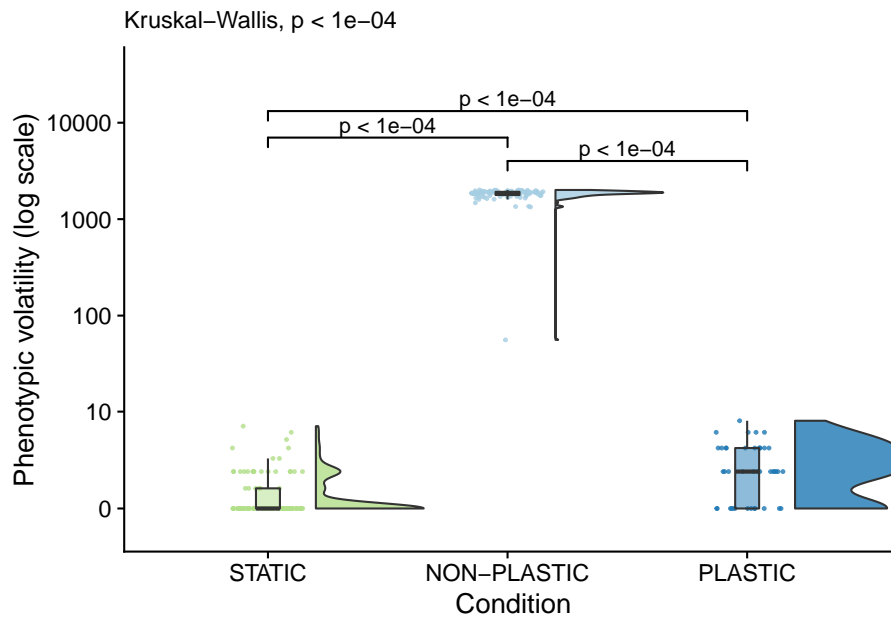 Kruskal−Wallis, p < 1e−04
Phenotypic volatility (log scale)
10000
1000
100
10
0
p < 1e−04
p < 1e−04
p < 1e−04
STATIC
NON−PLASTIC
PLASTIC
Condition